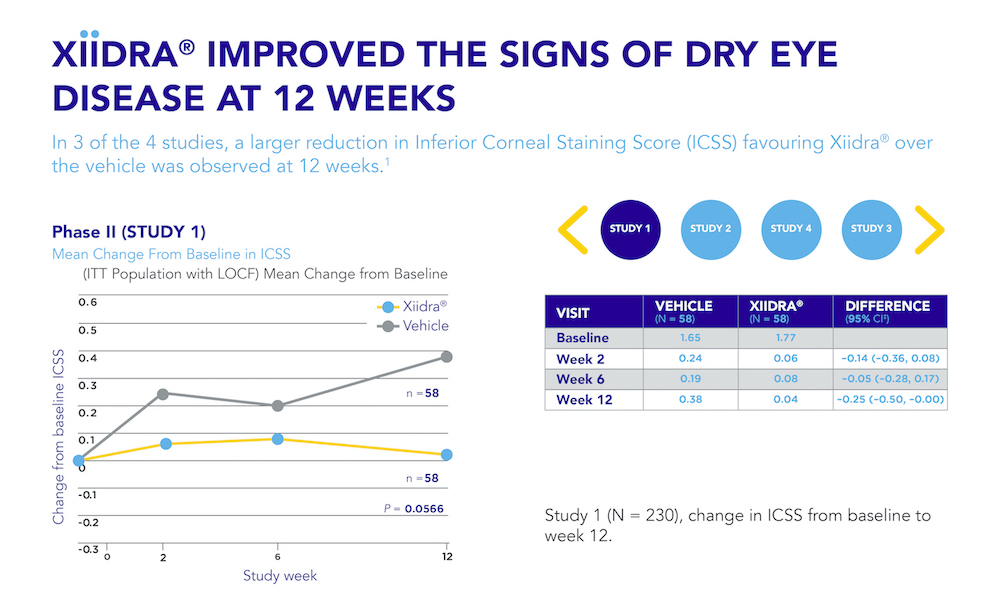 XIIDRA® IMPROVED THE SIGNS OF DRY EYE
DISEASE AT 12 WEEKS
In 3 of the 4 studies, a larger reduction in Inferior Corneal Staining Score (ICSS) favouring Xiidra® over
the vehicle was observed at 12 weeks.¹
Phase II (STUDY 1)
Mean Change From Baseline in ICSS
(ITT Population with LOCF) Mean Change from Baseline
0.6
0.5
0.4
0.3
0.2
0.1
0
-0.1
-0.2
-0.3
Change from baseline ICSS
Xiidra®
Vehicle
n = 58
n = 58
P = 0.0566
0 2 6 12
Study week
STUDY 1 STUDY 2 STUDY 4 STUDY 3
VISIT VEHICLE (N = 58) XIIDRA® (N = 58) DIFFERENCE (95% CI‡)
Baseline 1.65 1.77
Week 2 0.24 0.06 –0.14 (–0.36, 0.08)
Week 6 0.19 0.08 –0.05 (–0.28, 0.17)
Week 12 0.38 0.04 –0.25 (–0.50, –0.00)
Study 1 (N = 230), change in ICSS from baseline to
week 12.